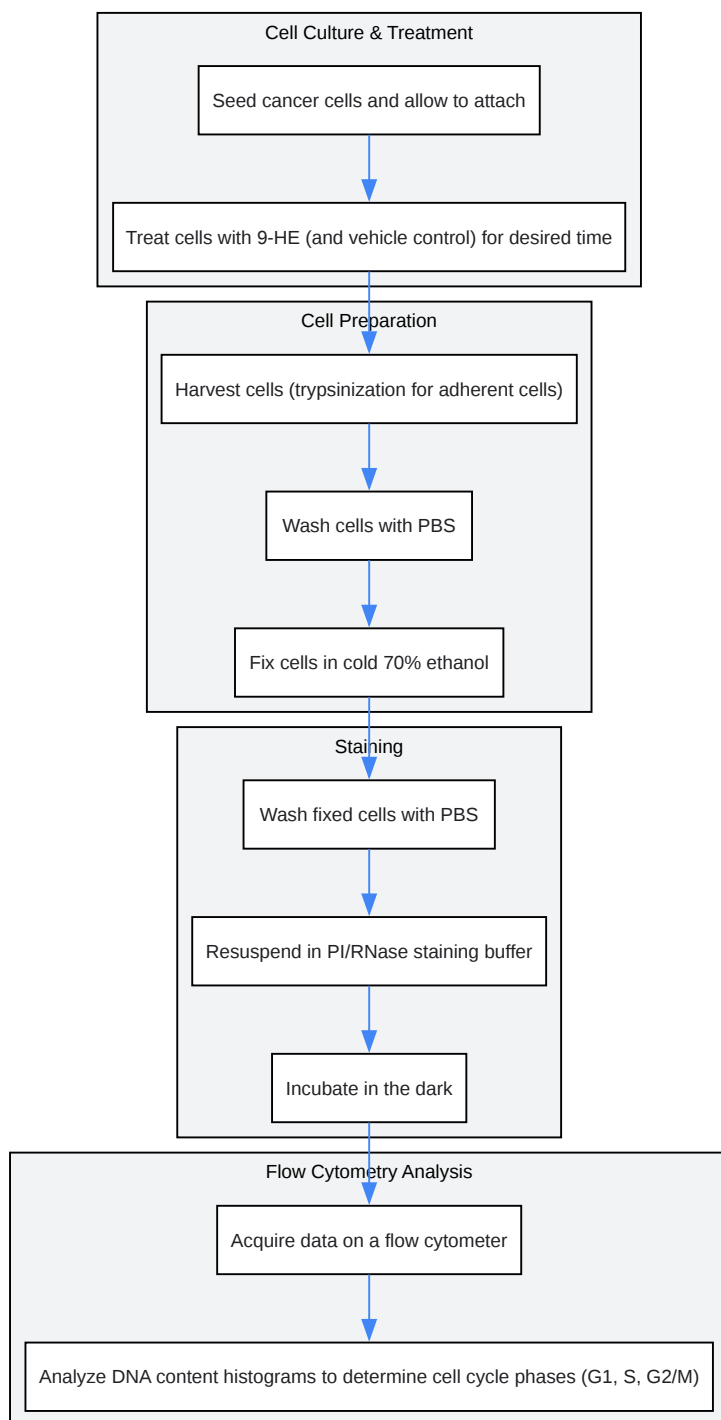 Cell Culture & Treatment
Seed cancer cells and allow to attach
Treat cells with 9-HE (and vehicle control) for desired time
Cell Preparation
Harvest cells (trypsinization for adherent cells)
Wash cells with PBS
Fix cells in cold 70% ethanol
Staining
Wash fixed cells with PBS
Resuspend in PI/RNase staining buffer
Incubate in the dark
Flow Cytometry Analysis
Acquire data on a flow cytometer
Analyze DNA content histograms to determine cell cycle phases (G1, S, G2/M)